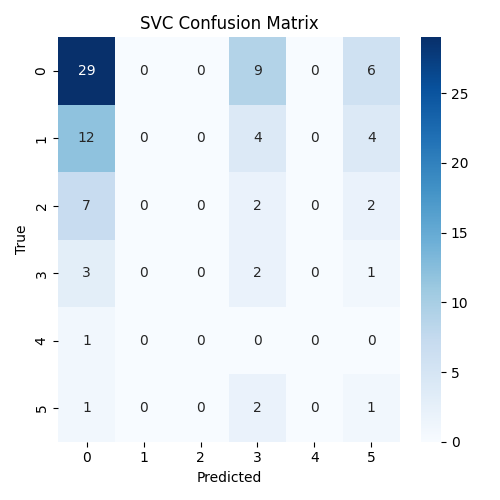 SVC Confusion Matrix
True
0 29 0 0 9 0 6
1 12 0 0 4 0 4
2 7 0 0 2 0 2
3 3 0 0 2 0 1
4 1 0 0 0 0 0
5 1 0 0 2 0 1
0 1 2 3 4 5
Predicted
25
20
15
10
5
0